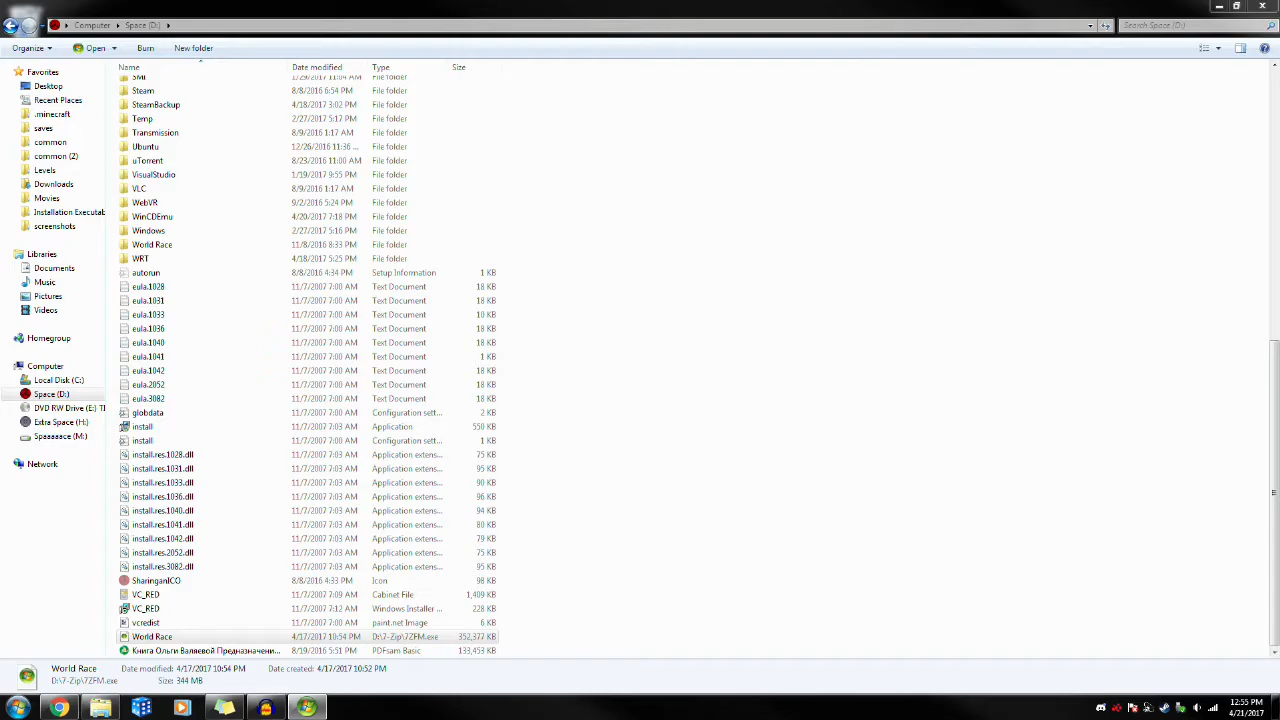 Computer Space (D:) Search Space (D:)
Organize Open Burn New folder
Name Date modified Type Size
Favorites
Desktop
Recent Places
.minecraft
saves
common
common (2)
Levels
Downloads
Movies
Installation Executab
screenshots
Libraries
Documents
Music
Pictures
Videos
Homegroup
Computer
Local Disk (C:)
Space (D:)
DVD RW Drive (E:) TI
Extra Space (H:)
Spaaaaace (M:)
Network
SMI 1/29/2017 11:04 AM File folder
Steam 8/8/2016 6:54 PM File folder
SteamBackup 4/18/2017 3:02 PM File folder
Temp 2/27/2017 5:17 PM File folder
Transmission 8/9/2016 1:17 AM File folder
Ubuntu 12/26/2016 11:36 ... File folder
uTorrent 8/23/2016 11:00 AM File folder
VisualStudio 1/19/2017 9:55 PM File folder
VLC 8/9/2016 1:17 AM File folder
WebVR 9/2/2016 5:24 PM File folder
WinCDEmu 4/20/2017 7:18 PM File folder
Windows 2/27/2017 5:16 PM File folder
World Race 11/8/2016 8:33 PM File folder
WRT 4/18/2017 5:25 PM File folder
autorun 8/8/2016 4:34 PM Setup Information 1 KB
eula.1028 11/7/2007 7:00 AM Text Document 18 KB
eula.1031 11/7/2007 7:00 AM Text Document 18 KB
eula.1033 11/7/2007 7:00 AM Text Document 10 KB
eula.1036 11/7/2007 7:00 AM Text Document 18 KB
eula.1040 11/7/2007 7:00 AM Text Document 18 KB
eula.1041 11/7/2007 7:00 AM Text Document 1 KB
eula.1042 11/7/2007 7:00 AM Text Document 18 KB
eula.2052 11/7/2007 7:00 AM Text Document 18 KB
eula.3082 11/7/2007 7:00 AM Text Document 18 KB
globdata 11/7/2007 7:00 AM Configuration sett... 2 KB
install 11/7/2007 7:03 AM Application 550 KB
install 11/7/2007 7:00 AM Configuration sett... 1 KB
install.res.1028.dll 11/7/2007 7:03 AM Application extens... 75 KB
install.res.1031.dll 11/7/2007 7:03 AM Application extens... 95 KB
install.res.1033.dll 11/7/2007 7:03 AM Application extens... 90 KB
install.res.1036.dll 11/7/2007 7:03 AM Application extens... 96 KB
install.res.1040.dll 11/7/2007 7:03 AM Application extens... 94 KB
install.res.1041.dll 11/7/2007 7:03 AM Application extens... 80 KB
install.res.1042.dll 11/7/2007 7:03 AM Application extens... 79 KB
install.res.2052.dll 11/7/2007 7:03 AM Application extens... 75 KB
install.res.3082.dll 11/7/2007 7:03 AM Application extens... 95 KB
SharinganICO 8/8/2016 4:33 PM Icon 98 KB
VC_RED 11/7/2007 7:09 AM Cabinet File 1,409 KB
VC_RED 11/7/2007 7:12 AM Windows Installer ... 228 KB
vcredist 11/7/2007 7:00 AM paint.net Image 6 KB
World Race 4/17/2017 10:54 PM D:\7-Zip\7ZFM.exe 352,377 KB
Книга Ольги Валяевой Предназначени... 8/19/2016 5:51 PM PDFsam Basic 133,453 KB
World Race Date modified: 4/17/2017 10:54 PM Date created: 4/17/2017 10:52 PM
D:\7-Zip\7ZFM.exe Size: 344 MB
12:55 PM
4/21/2017